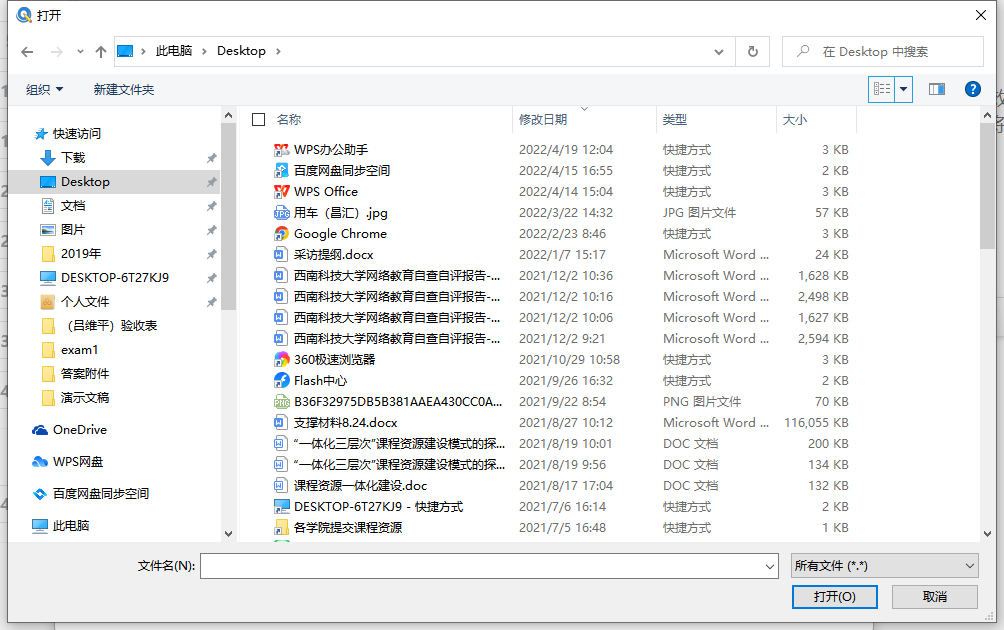 打开
此电脑 Desktop
在 Desktop 中搜索
组织 新建文件夹
快速访问
下载
Desktop
文档
图片
2019年
DESKTOP-6T27KJ9
个人文件
（吕维平）验收表
exam1
答案附件
演示文稿
OneDrive
WPS网盘
百度网盘同步空间
此电脑
名称 修改日期 类型 大小
WPS办公助手 2022/4/19 12:04 快捷方式 3 KB
百度网盘同步空间 2022/4/15 16:55 快捷方式 2 KB
WPS Office 2022/4/14 15:04 快捷方式 3 KB
用车（昌汇）.jpg 2022/3/22 14:32 JPG 图片文件 57 KB
Google Chrome 2022/2/23 8:46 快捷方式 3 KB
采访提纲.docx 2022/1/7 15:17 Microsoft Word ... 24 KB
西南科技大学网络教育自查自评报告-... 2021/12/2 10:36 Microsoft Word ... 1,628 KB
西南科技大学网络教育自查自评报告-... 2021/12/2 10:16 Microsoft Word ... 2,498 KB
西南科技大学网络教育自查自评报告-... 2021/12/2 10:06 Microsoft Word ... 1,627 KB
西南科技大学网络教育自查自评报告-... 2021/12/2 9:21 Microsoft Word ... 2,594 KB
360极速浏览器 2021/10/29 10:58 快捷方式 3 KB
Flash中心 2021/9/26 16:32 快捷方式 2 KB
B36F32975DB5B381AAEA430CC0A... 2021/9/22 8:54 PNG 图片文件 70 KB
支撑材料8.24.docx 2021/8/27 10:12 Microsoft Word ... 116,055 KB
“一体化三层次”课程资源建设模式的探... 2021/8/19 10:01 DOC 文档 200 KB
“一体化三层次”课程资源建设模式的探... 2021/8/19 9:56 DOC 文档 134 KB
课程资源一体化建设.doc 2021/8/17 17:04 DOC 文档 132 KB
DESKTOP-6T27KJ9 - 快捷方式 2021/7/6 16:14 快捷方式 2 KB
各学院提交课程资源 2021/7/5 16:48 快捷方式 1 KB
文件名(N): 所有文件 (*.*)
打开(O) 取消